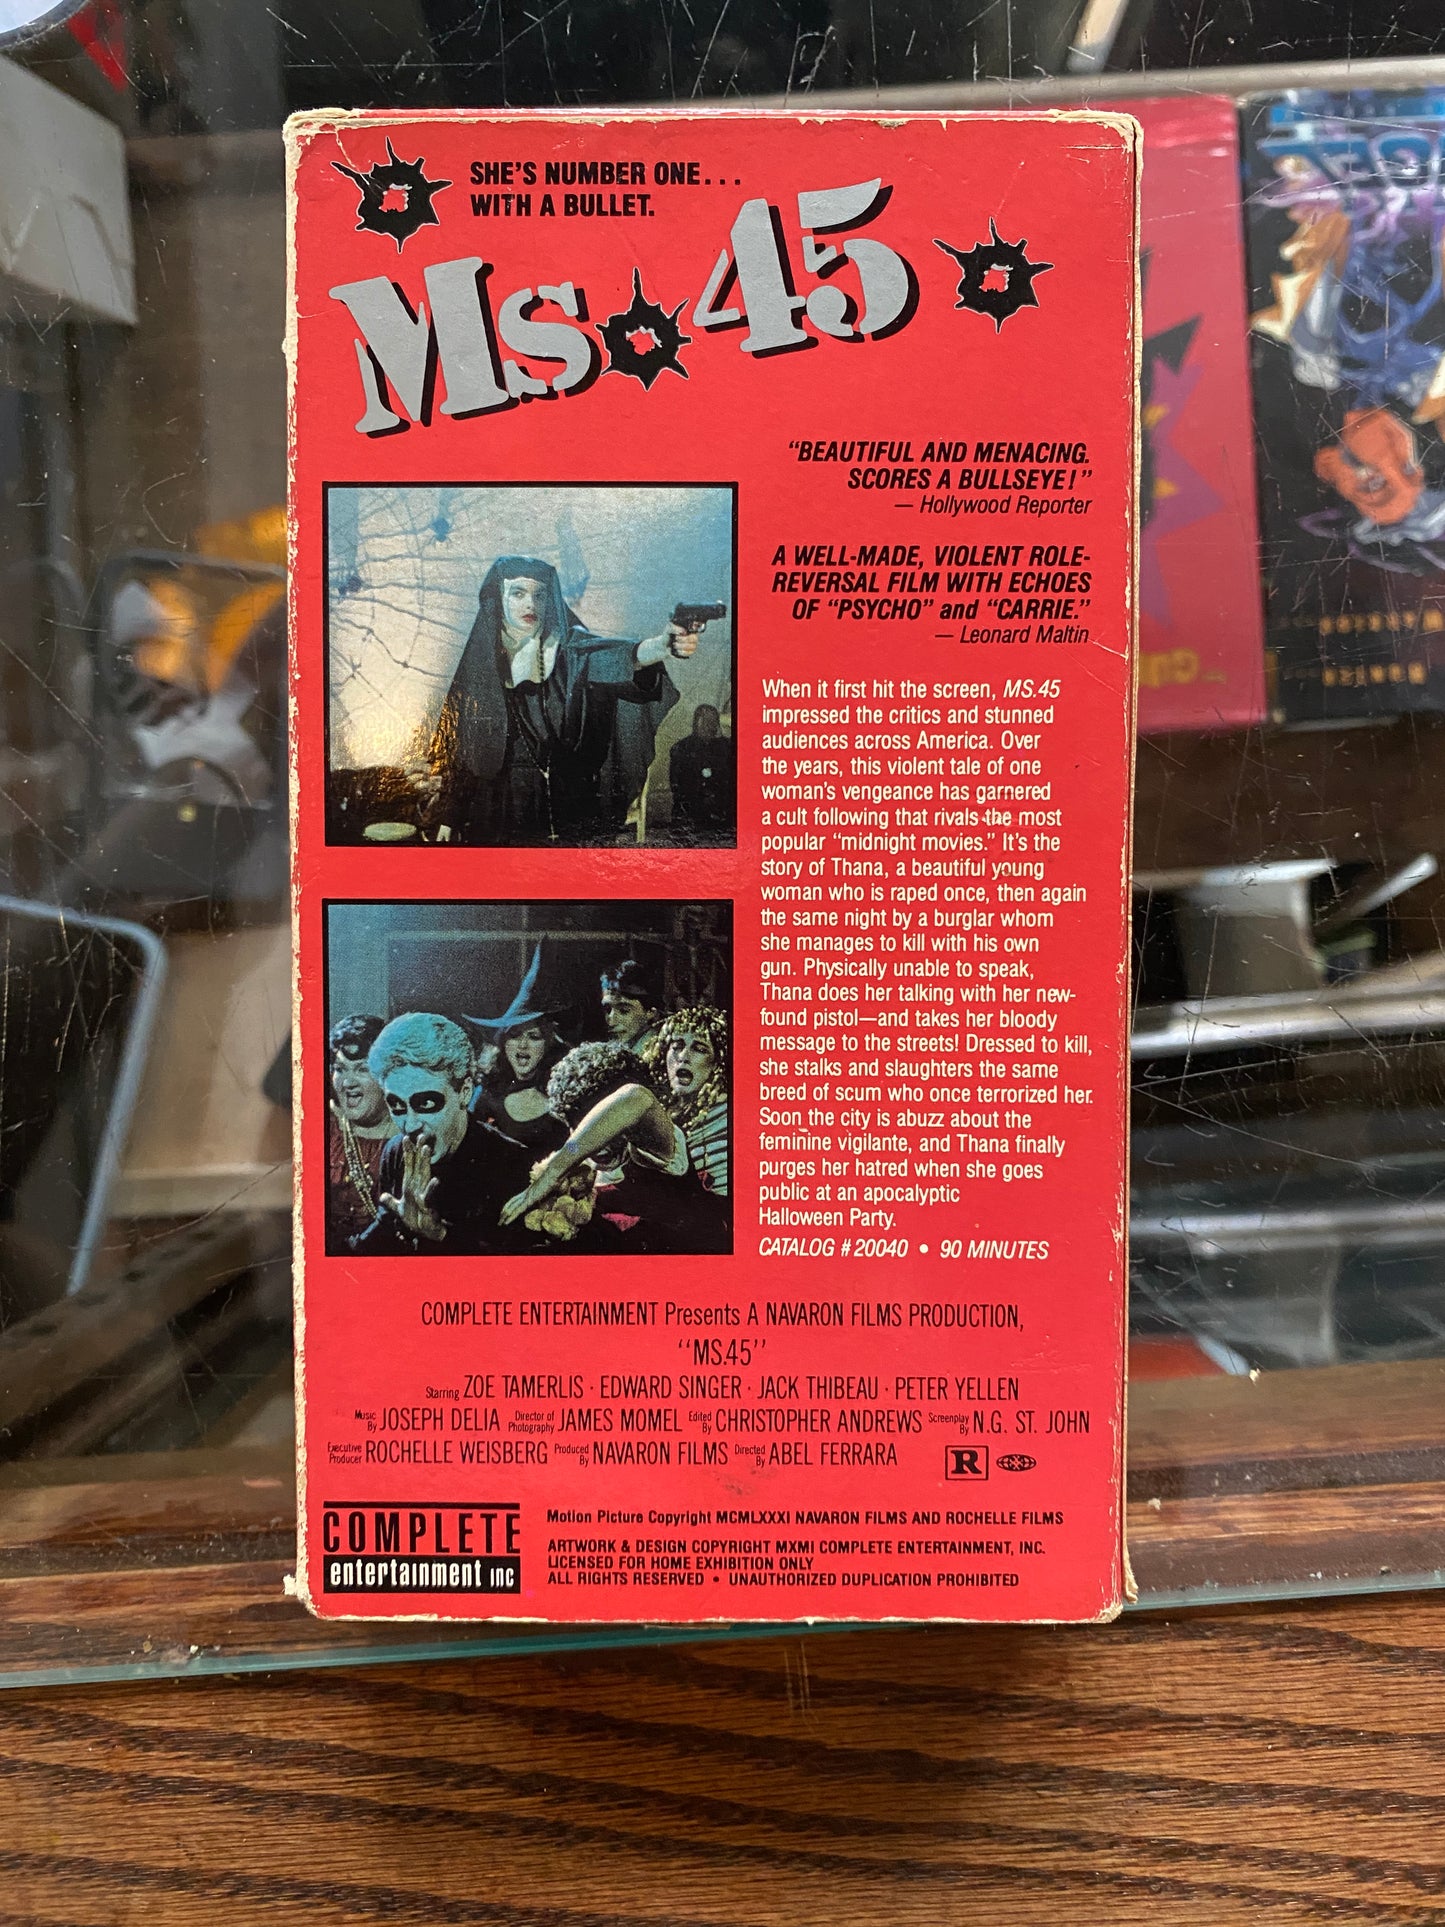 SHE'S NUMBER ONE...
WITH A BULLET.
Ms .45
"BEAUTIFUL AND MENACING.
SCORES A BULLSEYE!"
— Hollywood Reporter
A WELL-MADE, VIOLENT ROLE-
REVERSAL FILM WITH ECHOES
OF "PSYCHO" and "CARRIE."
— Leonard Maltin
When it first hit the screen, MS.45
impressed the critics and stunned
audiences across America. Over
the years, this violent tale of one
woman's vengeance has garnered
a cult following that rivals the most
popular "midnight movies." It's the
story of Thana, a beautiful young
woman who is raped once, then again
the same night by a burglar whom
she manages to kill with his own
gun. Physically unable to speak,
Thana does her talking with her new-
found pistol—and takes her bloody
message to the streets! Dressed to kill,
she stalks and slaughters the same
breed of scum who once terrorized her.
Soon the city is abuzz about the
feminine vigilante, and Thana finally
purges her hatred when she goes
public at an apocalyptic
Halloween Party.
CATALOG #20040 • 90 MINUTES
COMPLETE ENTERTAINMENT Presents A NAVARON FILMS PRODUCTION,
"MS.45"
Starring ZOE TAMERLIS · EDWARD SINGER · JACK THIBEAU · PETER YELLEN
Music By JOSEPH DELIA Director of Photography JAMES MOMEL Edited By CHRISTOPHER ANDREWS Screenplay By N.G. ST. JOHN
Executive Producer ROCHELLE WEISBERG Produced By NAVARON FILMS Directed By ABEL FERRARA R
COMPLETE
entertainment inc
Motion Picture Copyright MCMLXXXI NAVARON FILMS AND ROCHELLE FILMS
ARTWORK & DESIGN COPYRIGHT MXMI COMPLETE ENTERTAINMENT, INC.
LICENSED FOR HOME EXHIBITION ONLY
ALL RIGHTS RESERVED • UNAUTHORIZED DUPLICATION PROHIBITED